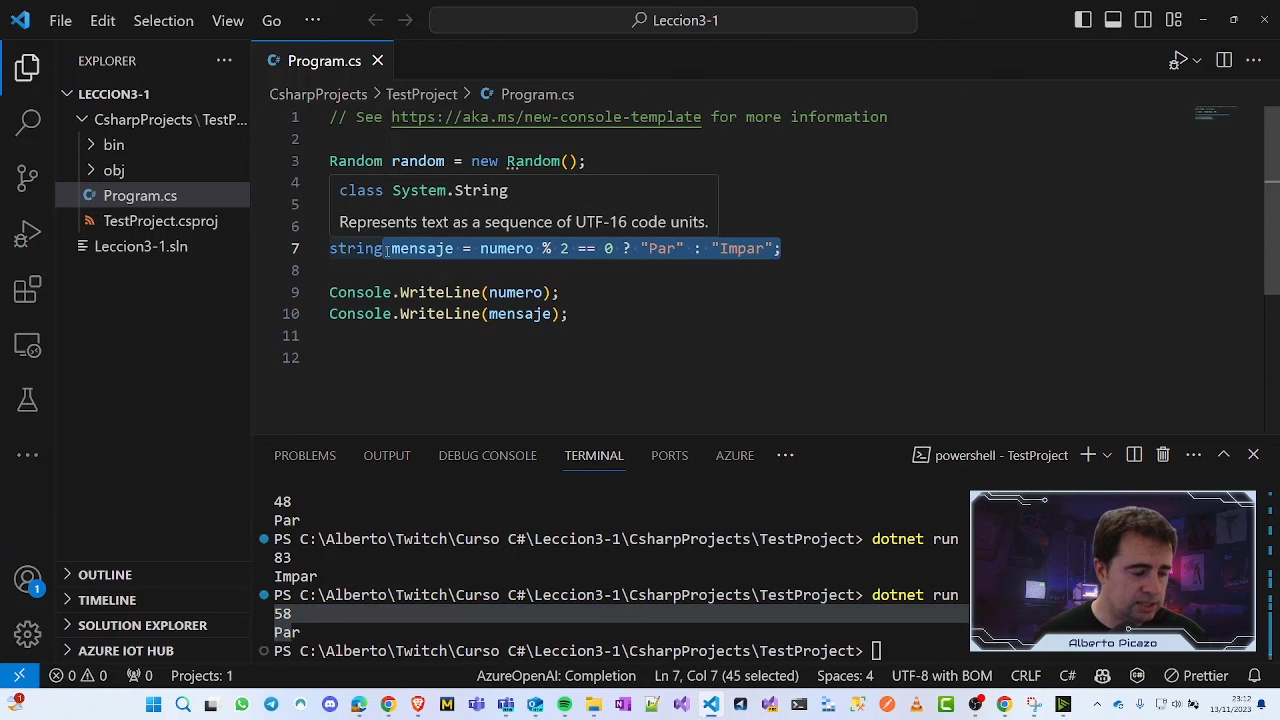 File Edit View Go ··· Leccion3-1
EXPLORER ···
Program.cs
LECCION3-1
CsharpProjects > TestProject > Program.cs
CsharpProjects \ TestP...
bin
obj
Program.cs
TestProject.csproj
Leccion3-1.sln
1 // See https://aka.ms/new-console-template for more information
2
3 Random random = new Random();
4 class System.String
5
6 Represents text as a sequence of UTF-16 code units.
7 string mensaje = numero % 2 == 0 ? "Par" : "Impar";
8
9 Console.WriteLine(numero);
10 Console.WriteLine(mensaje);
11
12
PROBLEMS OUTPUT DEBUG CONSOLE TERMINAL PORTS AZURE ··· powershell - TestProject
48
Par
PS C:\Alberto\Twitch\Curso C#\Leccion3-1\CsharpProjects\TestProject> dotnet run
83
Impar
PS C:\Alberto\Twitch\Curso C#\Leccion3-1\CsharpProjects\TestProject> dotnet run
58
Par
PS C:\Alberto\Twitch\Curso C#\Leccion3-1\CsharpProjects\TestProject>
OUTLINE
TIMELINE
SOLUTION EXPLORER
AZURE IOT HUB
1
Alberto Picazo
0 0 0 Projects: 1 AzureOpenAI: Completion Ln 7, Col 7 (45 selected) Spaces: 4 UTF-8 with BOM CRLF C# Prettier
23:12
13/11/2023